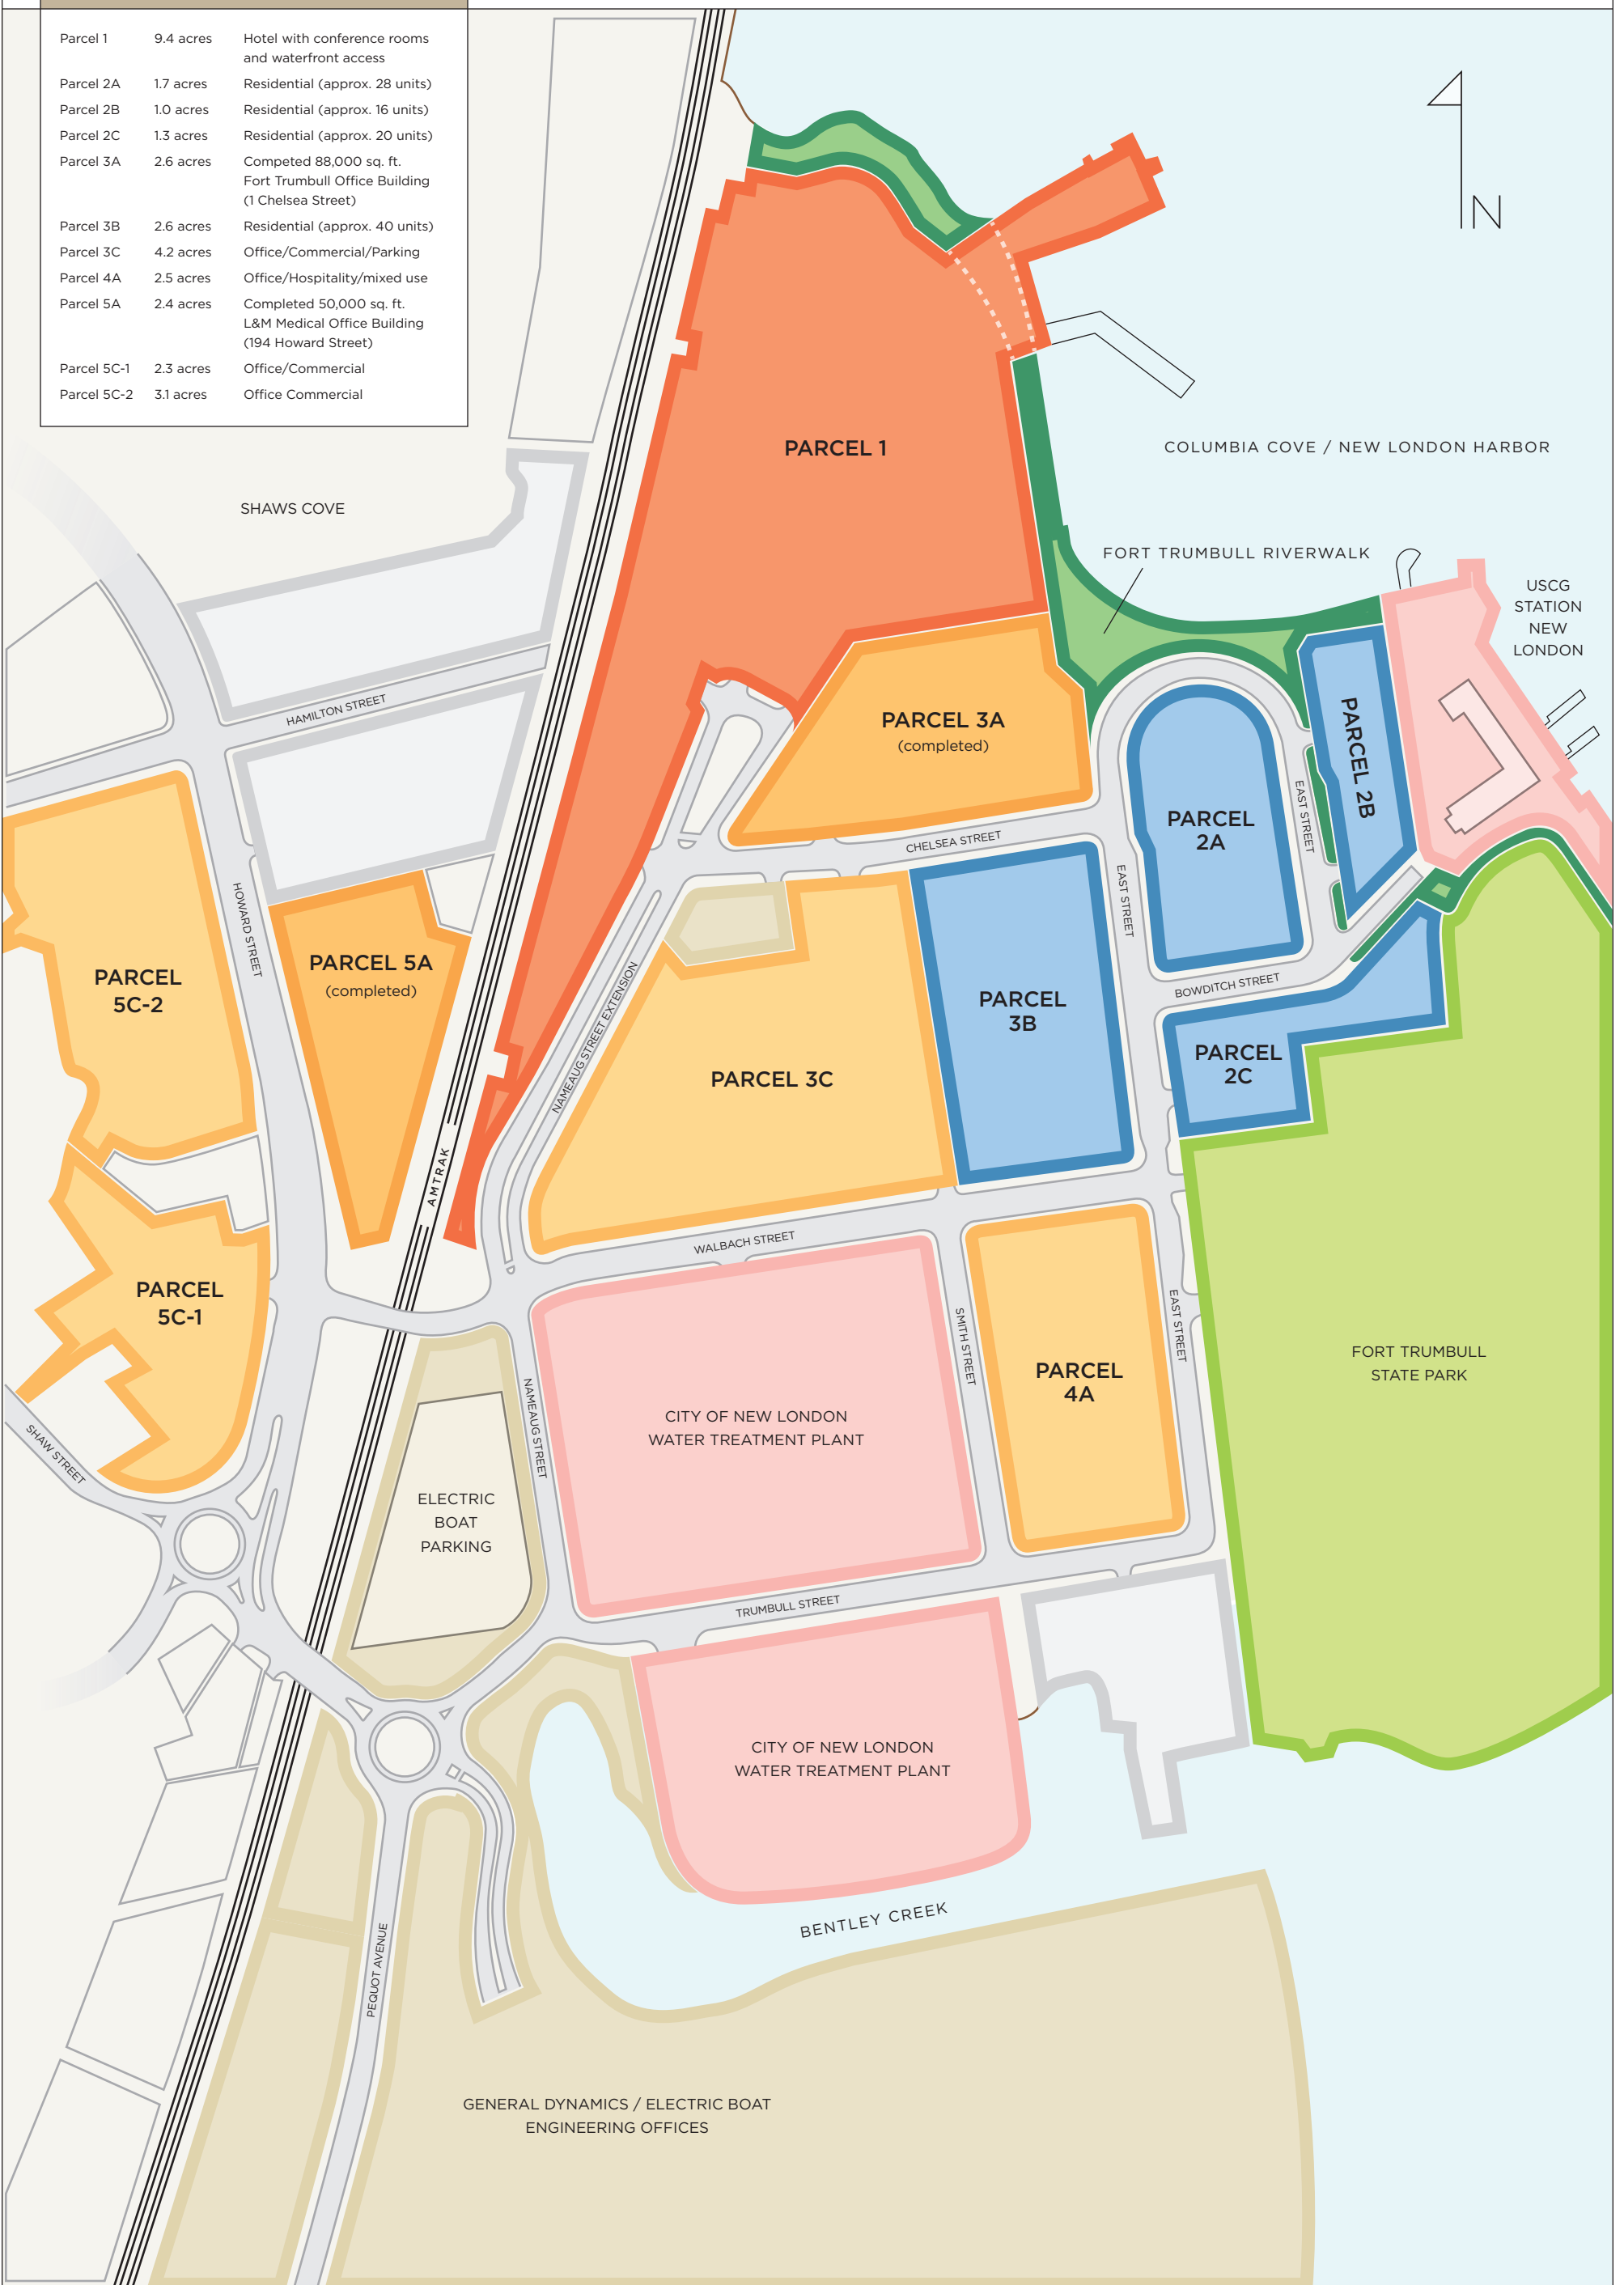 Parcel 1 9.4 acres Hotel with conference rooms
and waterfront access
Parcel 2A 1.7 acres Residential (approx. 28 units)
Parcel 2B 1.0 acres Residential (approx. 16 units)
Parcel 2C 1.3 acres Residential (approx. 20 units)
Parcel 3A 2.6 acres Competed 88,000 sq. ft.
Fort Trumbull Office Building
(1 Chelsea Street)
Parcel 3B 2.6 acres Residential (approx. 40 units)
Parcel 3C 4.2 acres Office/Commercial/Parking
Parcel 4A 2.5 acres Office/Hospitality/mixed use
Parcel 5A 2.4 acres Completed 50,000 sq. ft.
L&M Medical Office Building
(194 Howard Street)
Parcel 5C-1 2.3 acres Office/Commercial
Parcel 5C-2 3.1 acres Office Commercial
N
PARCEL 1
COLUMBIA COVE / NEW LONDON HARBOR
SHAWS COVE
FORT TRUMBULL RIVERWALK
USCG
STATION
NEW
LONDON
HAMILTON STREET
PARCEL 3A
(completed)
PARCEL 2B
PARCEL
2A
EAST STREET
CHELSEA STREET
EAST STREET
HOWARD STREET
PARCEL 5A
(completed)
PARCEL
5C-2
NAMEAUG STREET EXTENSION
PARCEL
3B
BOWDITCH STREET
PARCEL
2C
PARCEL 3C
AMTRAK
WALBACH STREET
PARCEL
5C-1
SMITH STREET
EAST STREET
PARCEL
4A
FORT TRUMBULL
STATE PARK
NAMEAUG STREET
CITY OF NEW LONDON
WATER TREATMENT PLANT
SHAW STREET
ELECTRIC
BOAT
PARKING
TRUMBULL STREET
CITY OF NEW LONDON
WATER TREATMENT PLANT
BENTLEY CREEK
PEQUOT AVENUE
GENERAL DYNAMICS / ELECTRIC BOAT
ENGINEERING OFFICES